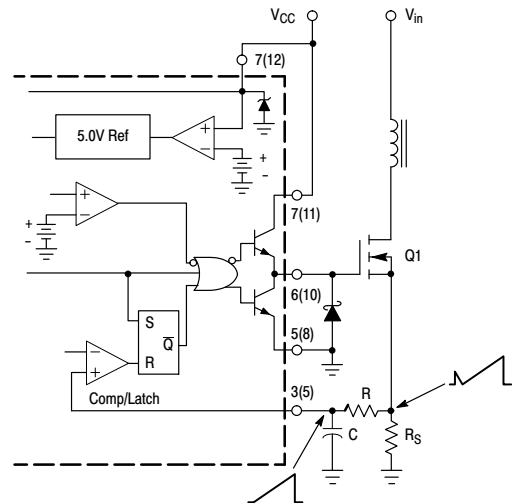 VCC
Vin
7(12)
5.0V Ref
+
−
+
-
+
−
+
-
7(11)
Q1
6(10)
S
Q
R
5(8)
−
+
Comp/Latch
3(5)
R
C
RS